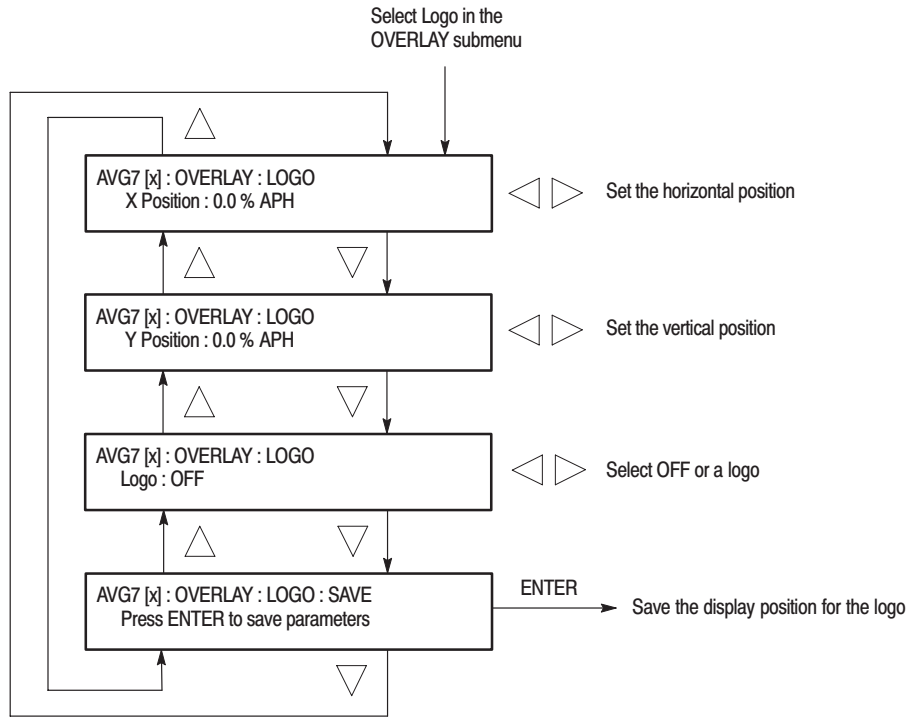 Select Logo in the
OVERLAY submenu
AVG7 [x] : OVERLAY : LOGO
X Position : 0.0 % APH
Set the horizontal position
AVG7 [x] : OVERLAY : LOGO
Y Position : 0.0 % APH
Set the vertical position
AVG7 [x] : OVERLAY : LOGO
Logo : OFF
Select OFF or a logo
AVG7 [x] : OVERLAY : LOGO : SAVE
Press ENTER to save parameters
ENTER
Save the display position for the logo